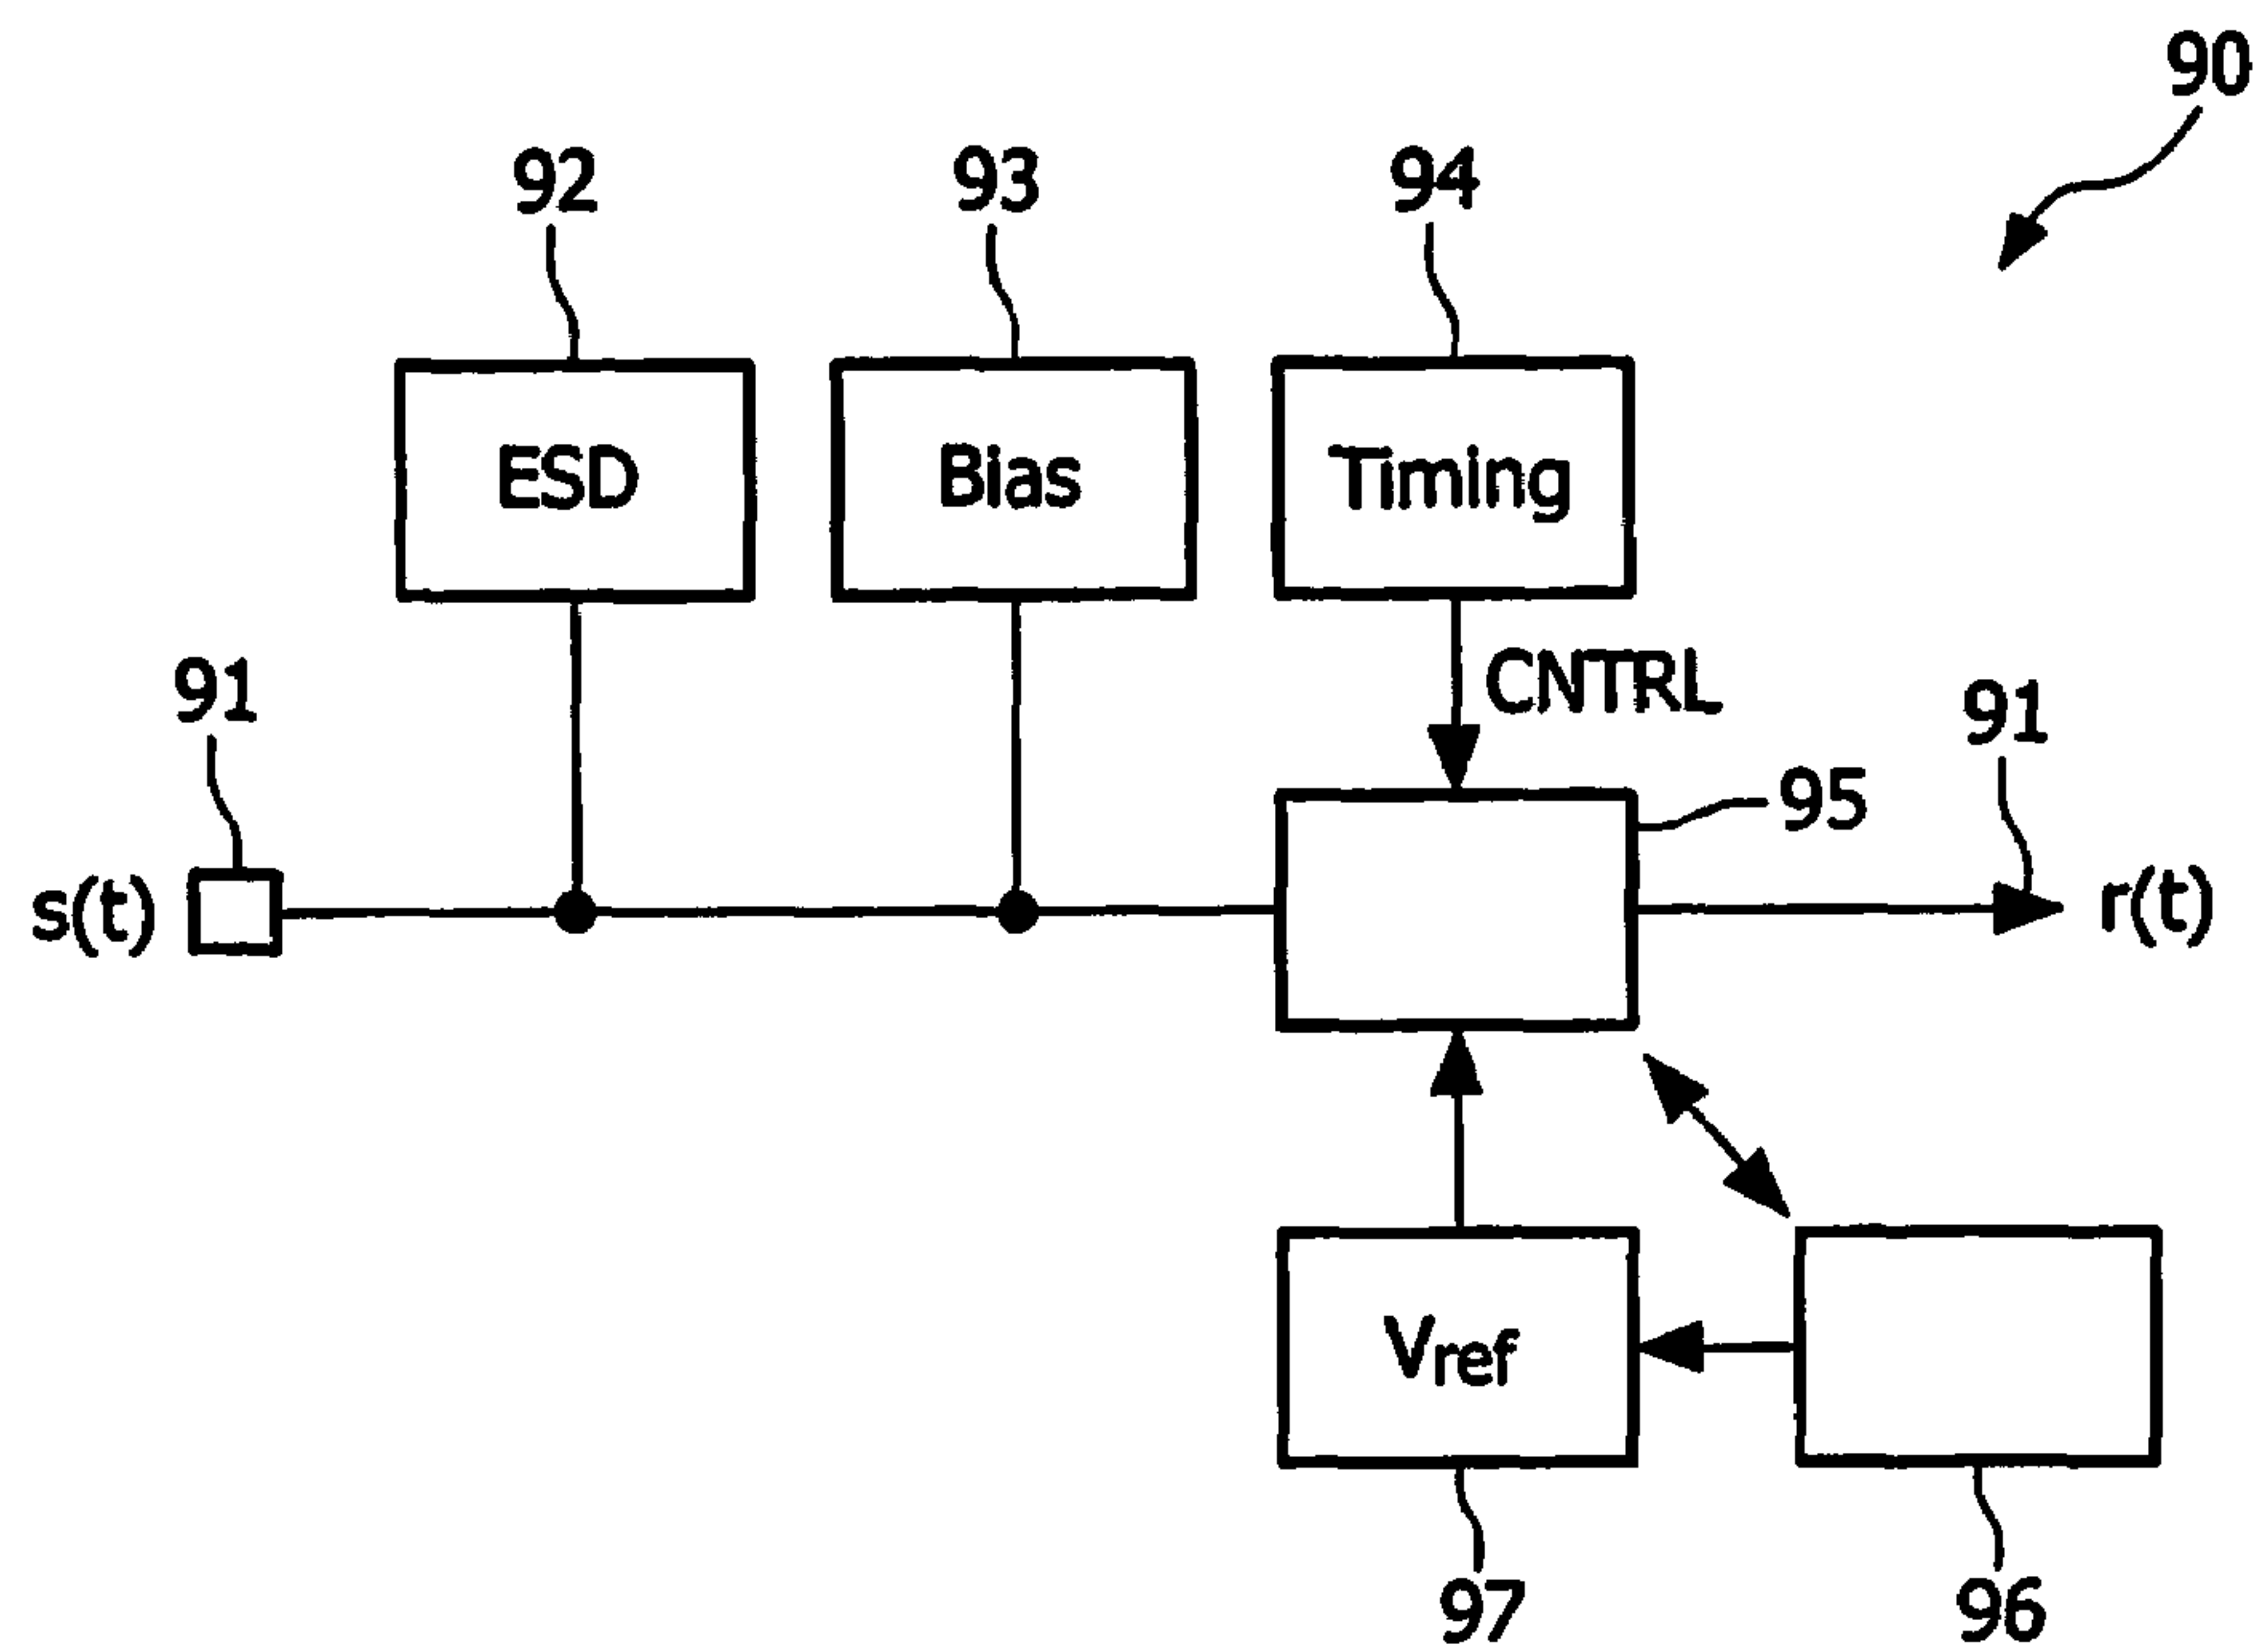 90
92
93
94
ESD
Bias
Timing
CNTRL
91
91
95
s(t)
r(t)
Vref
97
96